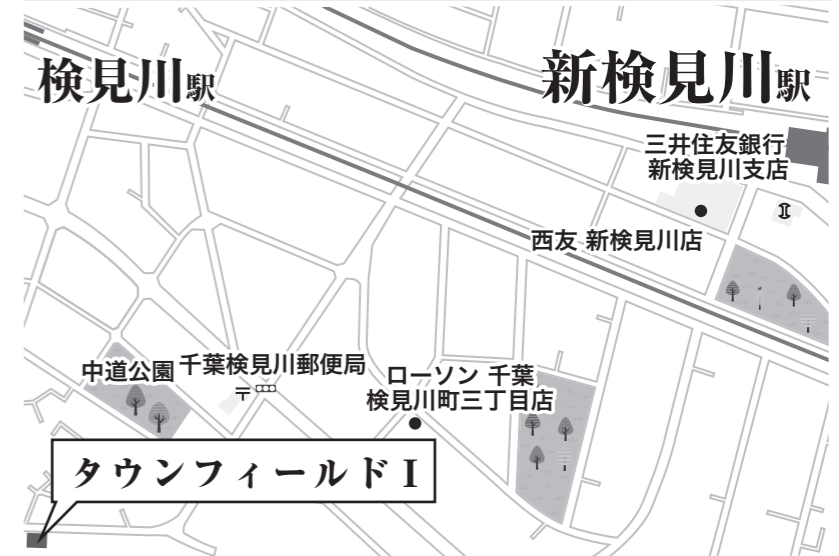 検見川駅
新検見川駅
三井住友銀行
新検見川支店
西友 新検見川店
中道公園
千葉検見川郵便局
〒
ローソン 千葉
検見川町三丁目店
タウンフィールドⅠ